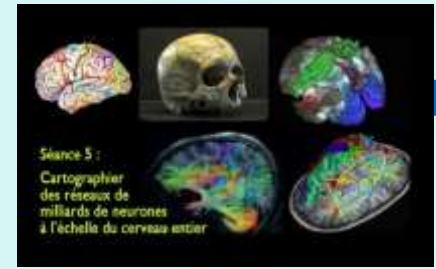 Séance 5 :
Cartographier
des réseaux de
milliards de neurones
à l'échelle du cerveau entier